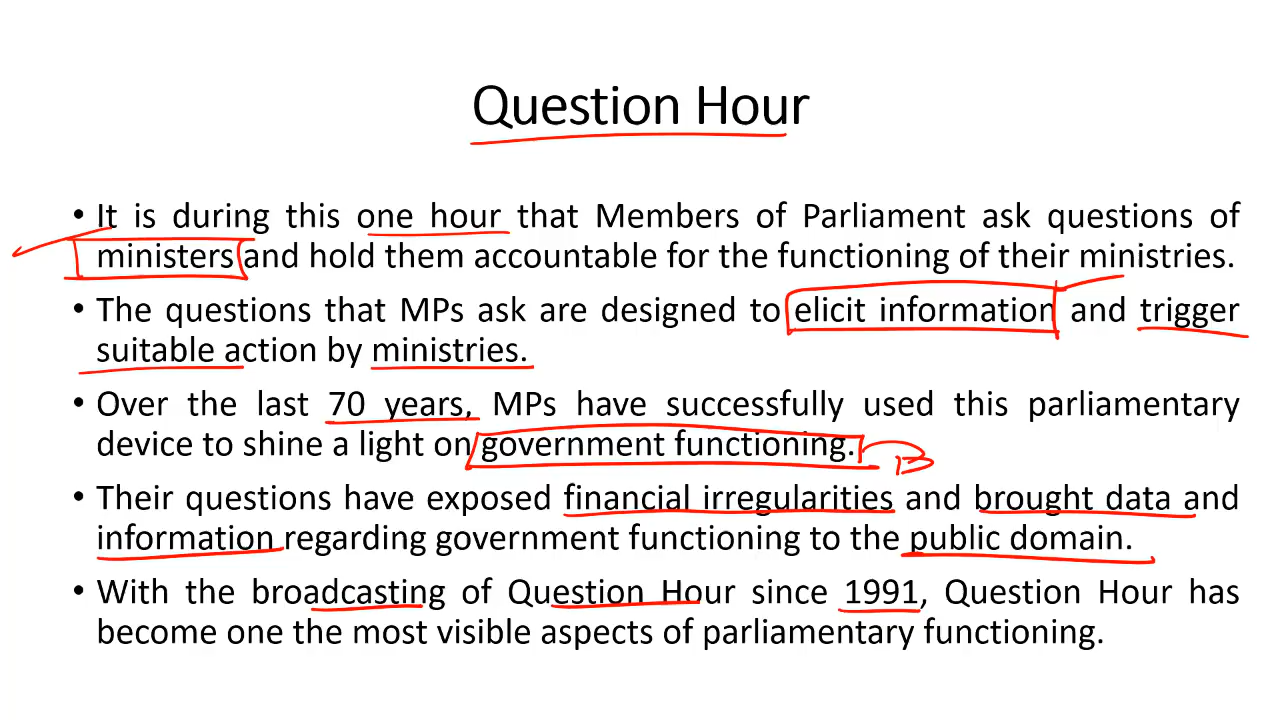 Question Hour
• It is during this one hour that Members of Parliament ask questions of
ministers and hold them accountable for the functioning of their ministries.
• The questions that MPs ask are designed to elicit information and trigger
suitable action by ministries.
• Over the last 70 years, MPs have successfully used this parliamentary
device to shine a light on government functioning.
• Their questions have exposed financial irregularities and brought data and
information regarding government functioning to the public domain.
• With the broadcasting of Question Hour since 1991, Question Hour has
become one the most visible aspects of parliamentary functioning.